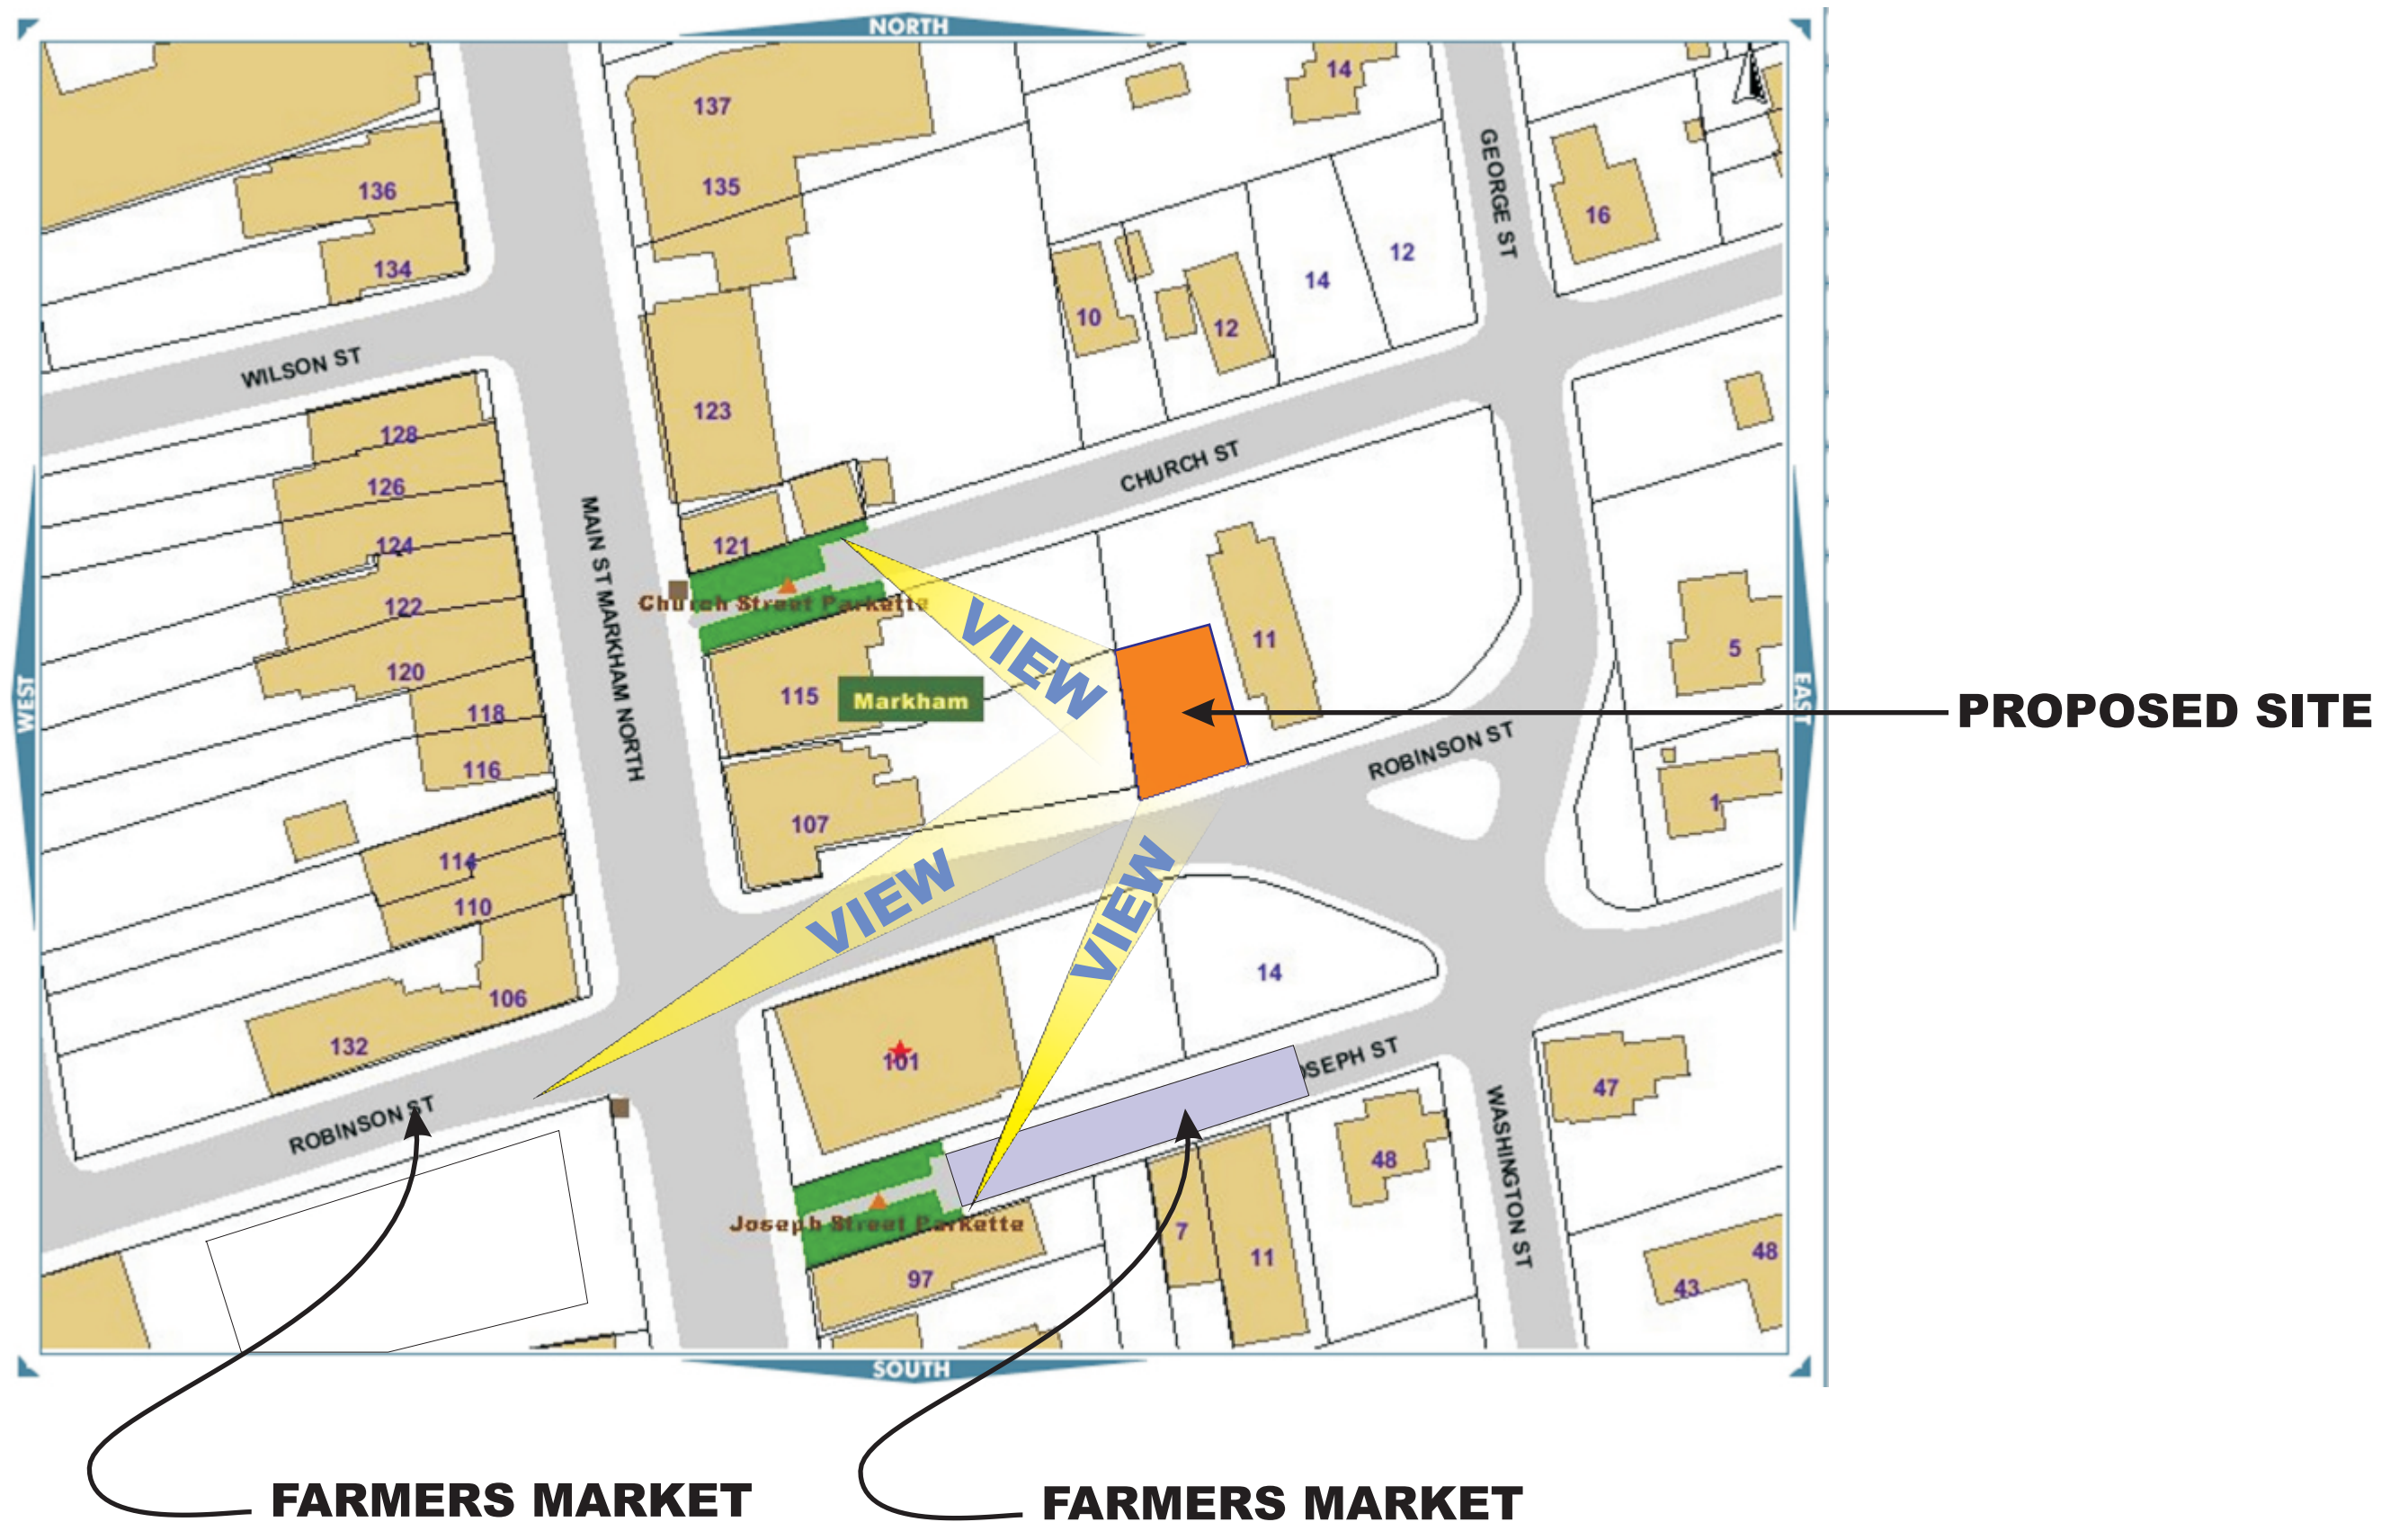 NORTH
137
14
GEORGE ST
136
135
16
134
12
14
10
12
WILSON ST
123
128
CHURCH ST
126
MAIN ST MARKHAM NORTH
124
121
Church Street Parkette
122
VIEW
11
5
120
115
Markham
WEST
EAST
PROPOSED SITE
118
116
ROBINSON ST
107
1
114
VIEW
VIEW
110
14
106
132
101
OSEPH ST
47
ROBINSON ST
WASHINGTON ST
48
Joseph Street Parkette
7
11
97
48
43
SOUTH
FARMERS MARKET
FARMERS MARKET